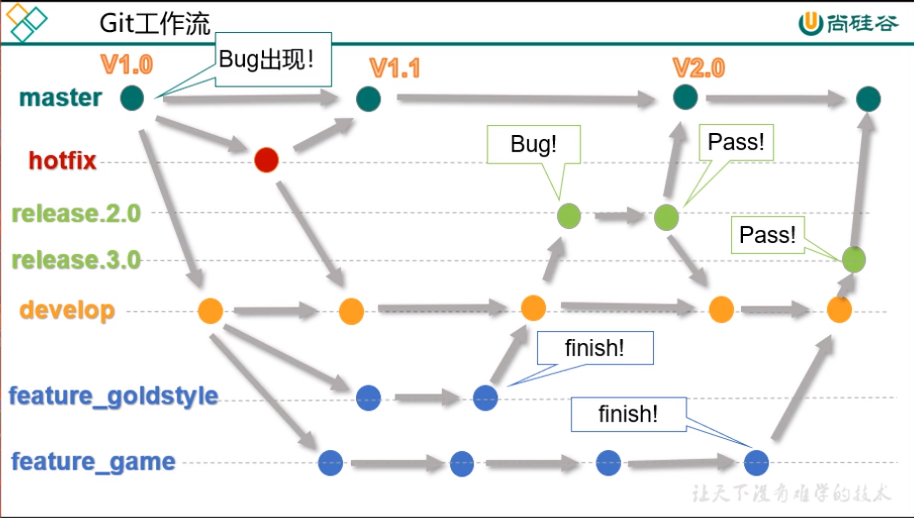 Git工作流
尚硅谷
V1.0
Bug出现！
V1.1
V2.0
master
hotfix
Bug!
Pass!
release.2.0
Pass!
release.3.0
develop
finish!
feature_goldstyle
finish!
feature_game
让天下没有难学的技术